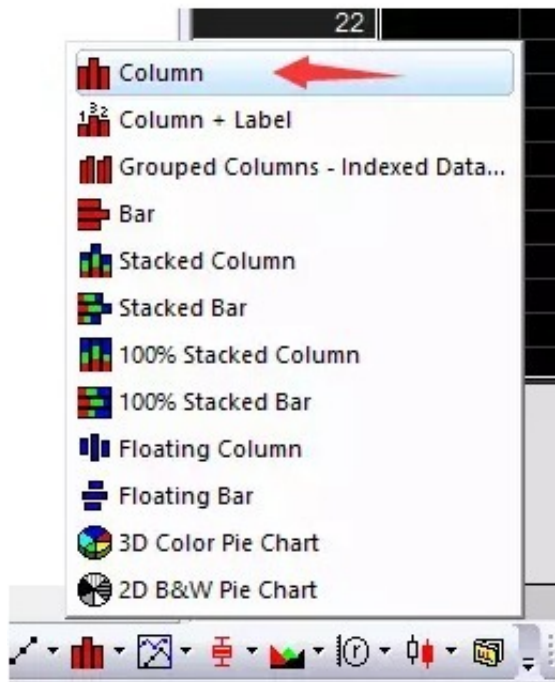 22
Column
Column + Label
Grouped Columns - Indexed Data...
Bar
Stacked Column
Stacked Bar
100% Stacked Column
100% Stacked Bar
Floating Column
Floating Bar
3D Color Pie Chart
2D B&W Pie Chart